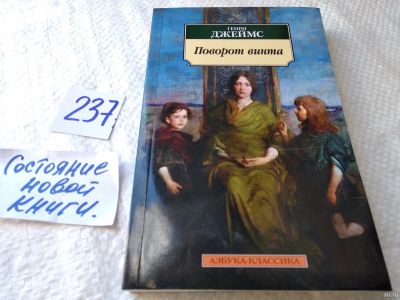 ГЕНРИ
ДЖЕЙМС
Поворот винта
АЗБУКА-КЛАССИКА
237
Состояние
новой
книги.